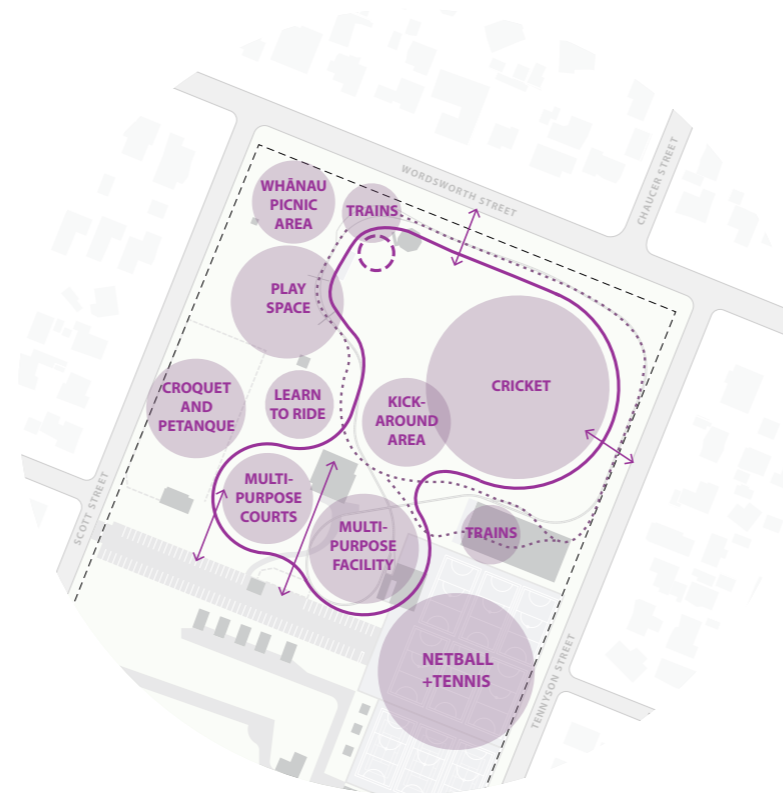 WORDSWORTH STREET
CHAUCER STREET
WHĀNAU
PICNIC
AREA
TRAINS
PLAY
SPACE
CROQUET
AND
PETANQUE
LEARN
TO RIDE
KICK-
AROUND
AREA
CRICKET
SCOTT STREET
MULTI-
PURPOSE
COURTS
MULTI-
PURPOSE
FACILITY
TRAINS
NETBALL
+TENNIS
TENNYSON STREET